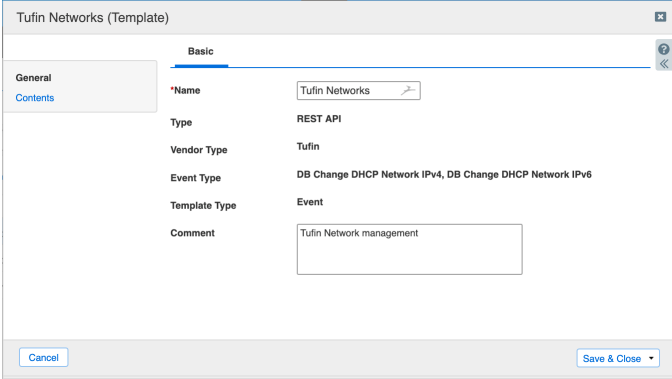 Tufin Networks (Template)
Basic
General
Contents
*Name
Tufin Networks
Type
REST API
Vendor Type
Tufin
Event Type
DB Change DHCP Network IPv4, DB Change DHCP Network IPv6
Template Type
Event
Comment
Tufin Network management
Cancel
Save & Close